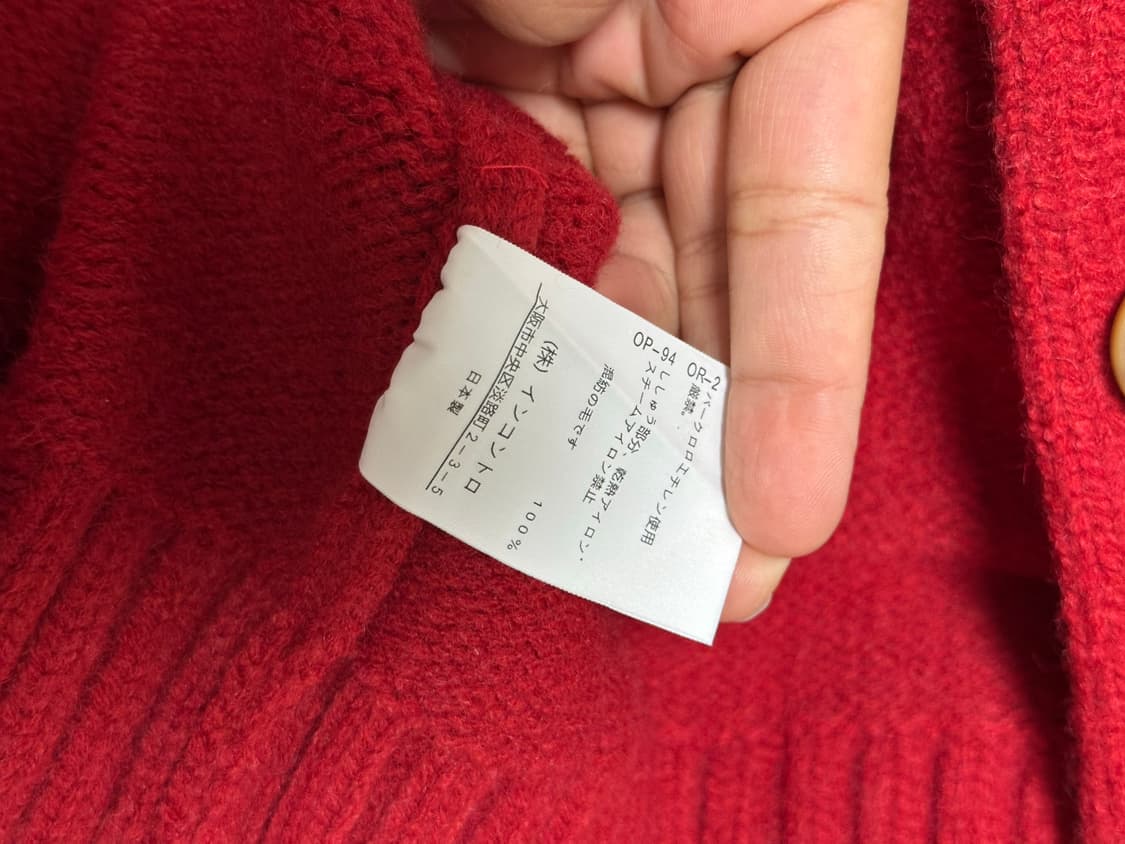 OR-2 パークロロエチレン使用
厳禁。
OP-94 ししゅう部分、乾熱アイロン・
スチームアイロン禁止
混紡の毛です
100%
(株)インコントロ
大阪市中央区淡路町2-3-5
日本製